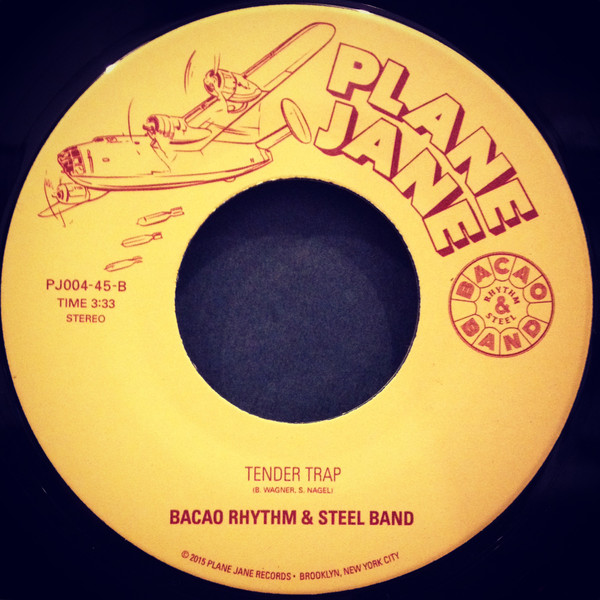 PLANE
JANE
BACAO
RHYTHM
&
STEEL
BAND
PJ004-45-B
TIME 3:33
STEREO
TENDER TRAP
(B. WAGNER, S. NAGEL)
BACAO RHYTHM & STEEL BAND
© 2015 PLANE JANE RECORDS • BROOKLYN, NEW YORK CITY